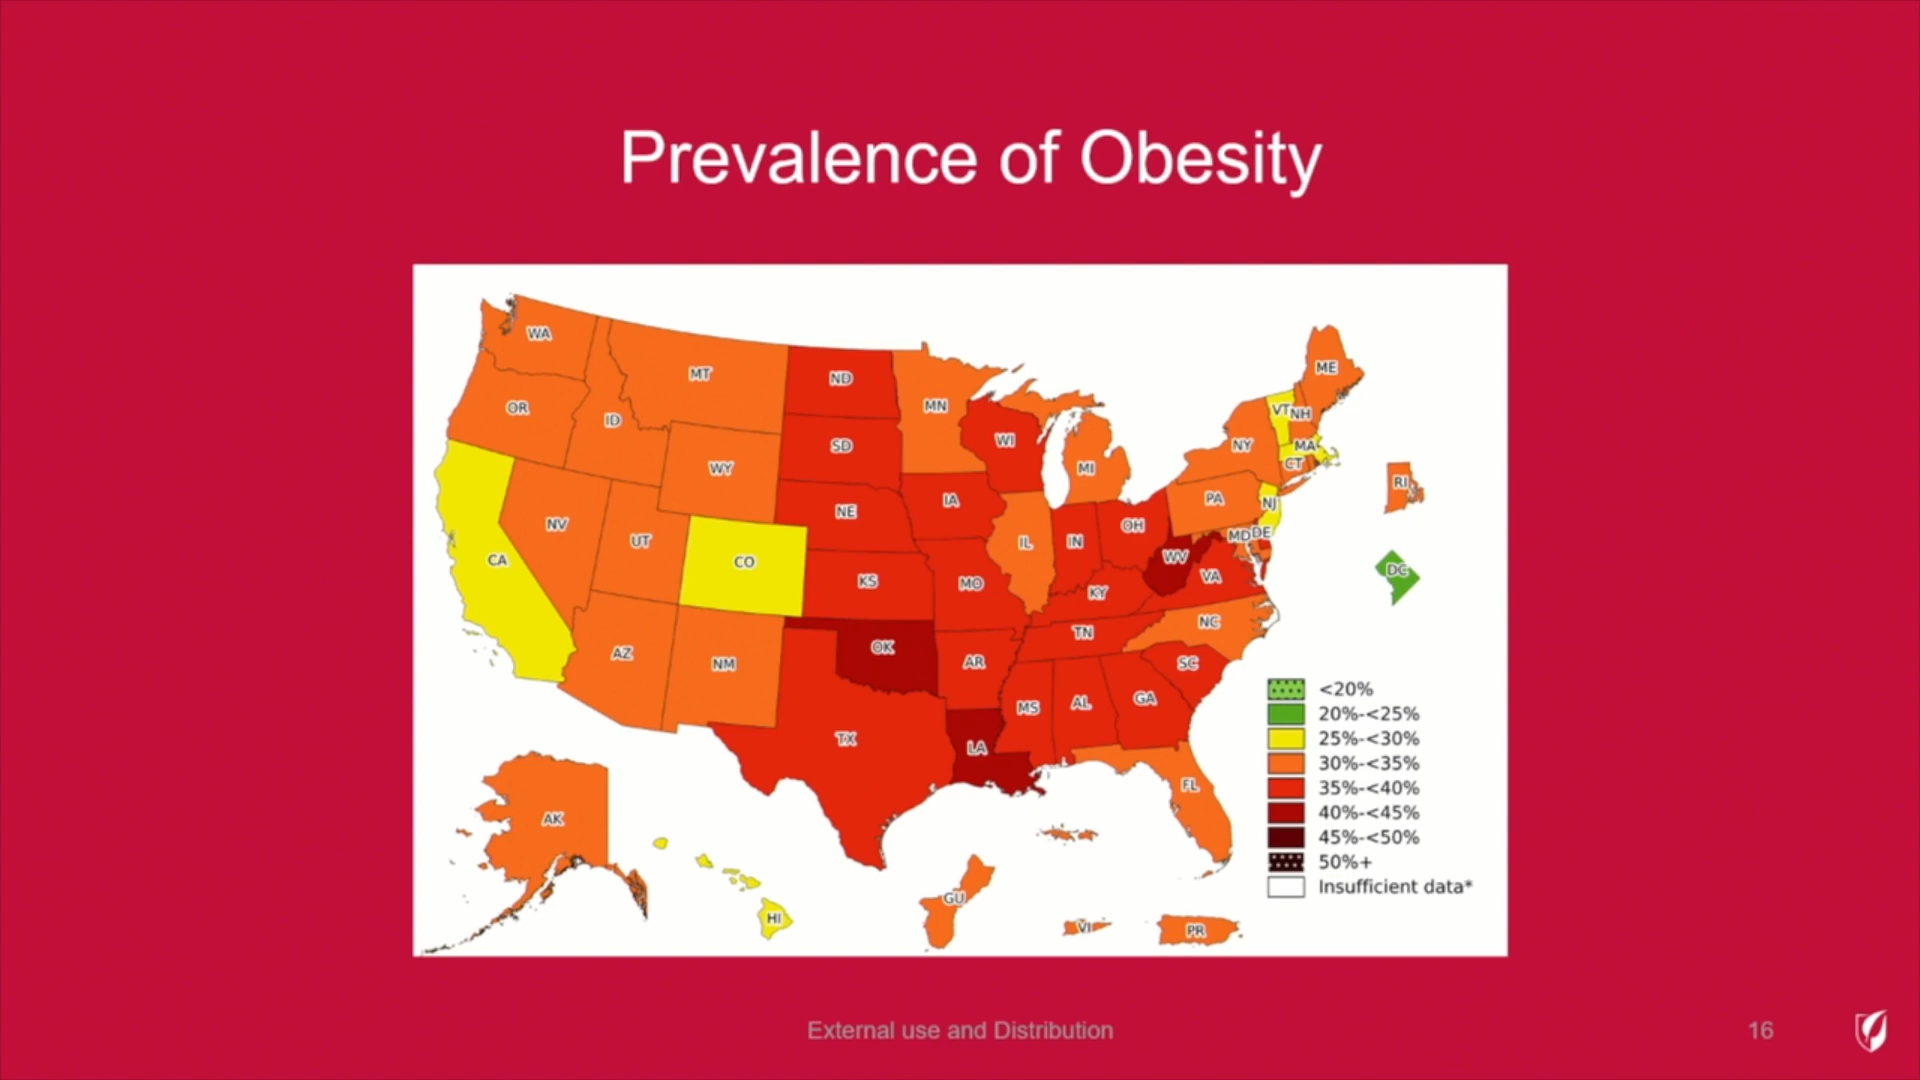 Prevalence of Obesity
WA
MT
ND
ME
OR
ID
MN
VT
NH
WI
NY
MA
SD
WY
MI
CT
RI
IA
PA
NJ
NE
NV
OH
MD
DE
UT
IL
IN
CA
CO
WV
DC
KS
MO
VA
KY
NC
TN
OK
AZ
NM
AR
SC
MS
AL
GA
TX
LA
FL
AK
HI
GU
VI
PR
<20%
20%-<25%
25%-<30%
30%-<35%
35%-<40%
40%-<45%
45%-<50%
50%+
Insufficient data*
External use and Distribution
16